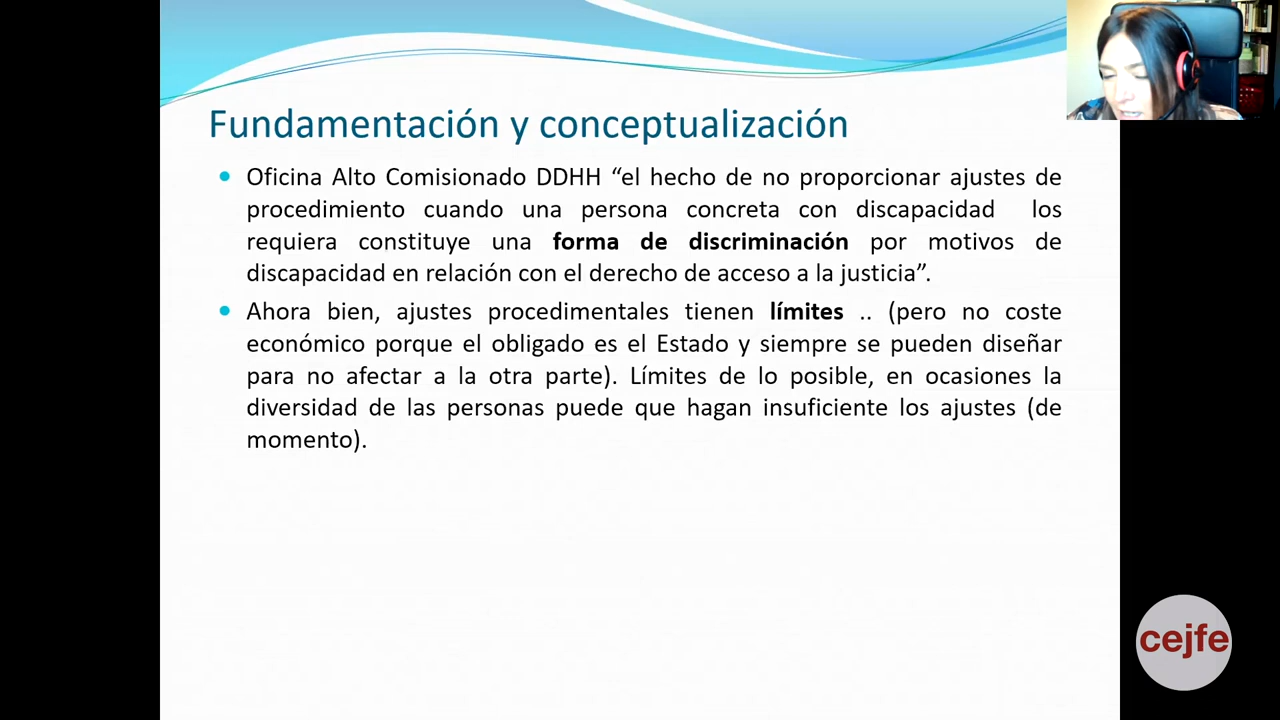 Fundamentación y conceptualización
Oficina Alto Comisionado DDHH “el hecho de no proporcionar ajustes de
procedimiento cuando una persona concreta con discapacidad los
requiera constituye una forma de discriminación por motivos de
discapacidad en relación con el derecho de acceso a la justicia”.
Ahora bien, ajustes procedimentales tienen límites .. (pero no coste
económico porque el obligado es el Estado y siempre se pueden diseñar
para no afectar a la otra parte). Límites de lo posible, en ocasiones la
diversidad de las personas puede que hagan insuficiente los ajustes (de
momento).
cejfe